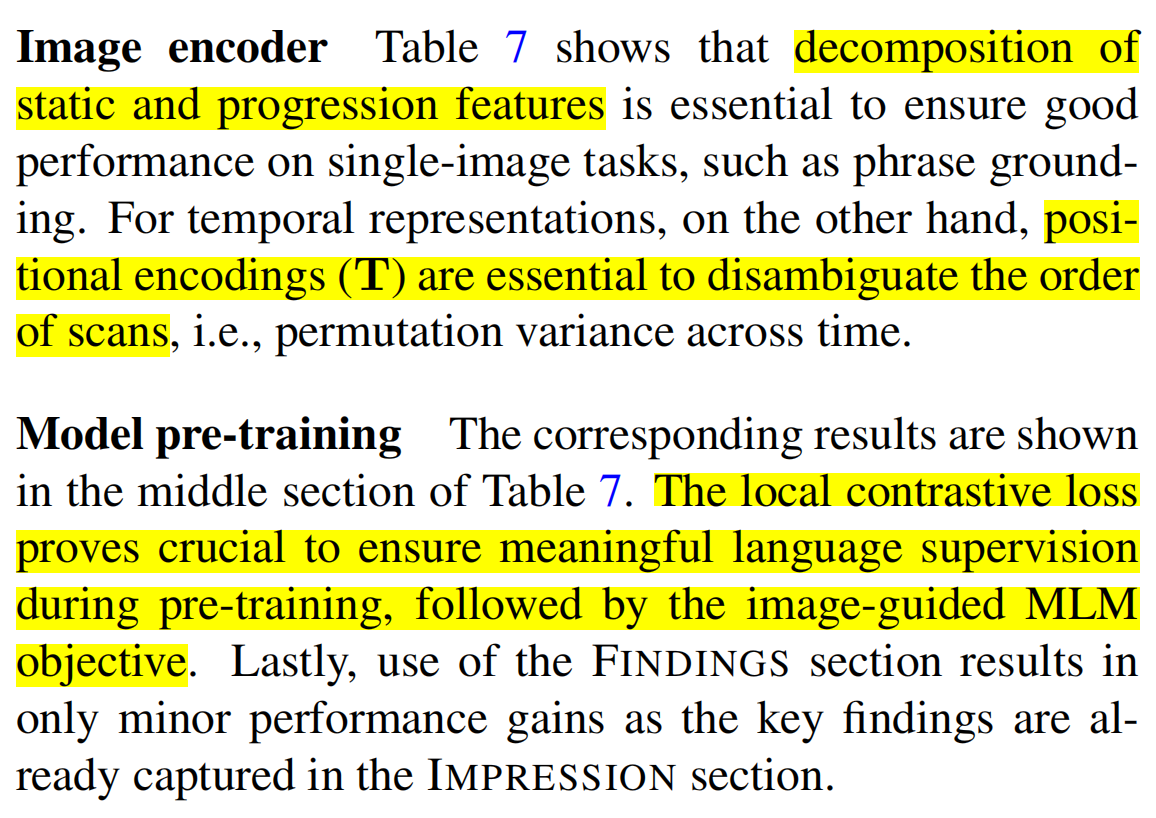 Image encoder Table 7 shows that decomposition of
static and progression features is essential to ensure good
performance on single-image tasks, such as phrase ground-
ing. For temporal representations, on the other hand, posi-
tional encodings (T) are essential to disambiguate the order
of scans, i.e., permutation variance across time.
Model pre-training The corresponding results are shown
in the middle section of Table 7. The local contrastive loss
proves crucial to ensure meaningful language supervision
during pre-training, followed by the image-guided MLM
objective. Lastly, use of the FINDINGS section results in
only minor performance gains as the key findings are al-
ready captured in the IMPRESSION section.